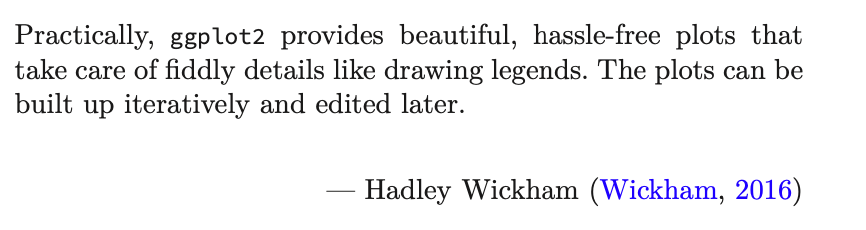 Practically, ggplot2 provides beautiful, hassle-free plots that
take care of fiddly details like drawing legends. The plots can be
built up iteratively and edited later.
— Hadley Wickham (Wickham, 2016)